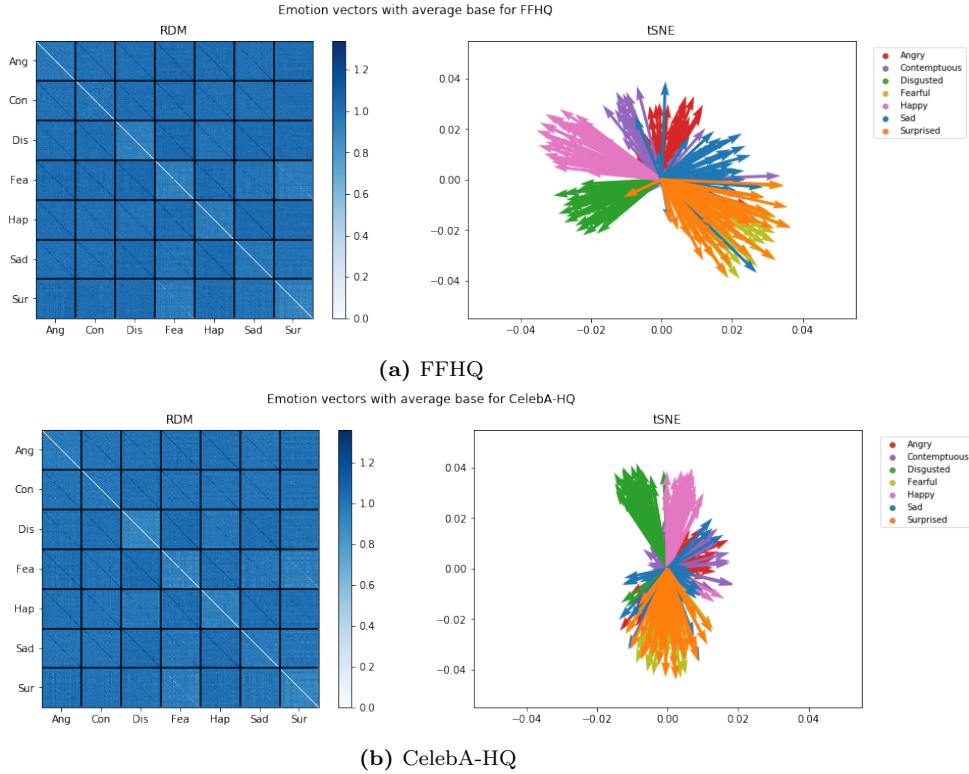 Emotion vectors with average base for FFHQ
RDM
tSNE
Ang
Con
Dis
Fea
Hap
Sad
Sur
Ang Con Dis Fea Hap Sad Sur
1.2
1.0
0.8
0.6
0.4
0.2
0.0
0.04
0.02
0.00
−0.02
−0.04
−0.04 −0.02 0.00 0.02 0.04
Angry
Contemptuous
Disgusted
Fearful
Happy
Sad
Surprised
(a) FFHQ
Emotion vectors with average base for CelebA-HQ
RDM
tSNE
Ang
Con
Dis
Fea
Hap
Sad
Sur
Ang Con Dis Fea Hap Sad Sur
1.2
1.0
0.8
0.6
0.4
0.2
0.0
0.04
0.02
0.00
−0.02
−0.04
−0.04 −0.02 0.00 0.02 0.04
Angry
Contemptuous
Disgusted
Fearful
Happy
Sad
Surprised
(b) CelebA-HQ